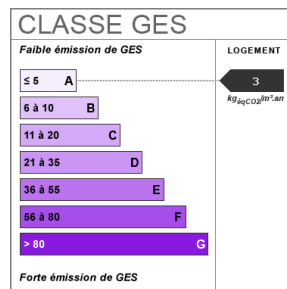 CLASSE GES
Faible émission de GES
LOGEMENT
≤ 5 A
3
kgéqCO2/m².an
6 à 10 B
11 à 20 C
21 à 35 D
36 à 55 E
56 à 80 F
> 80 G
Forte émission de GES